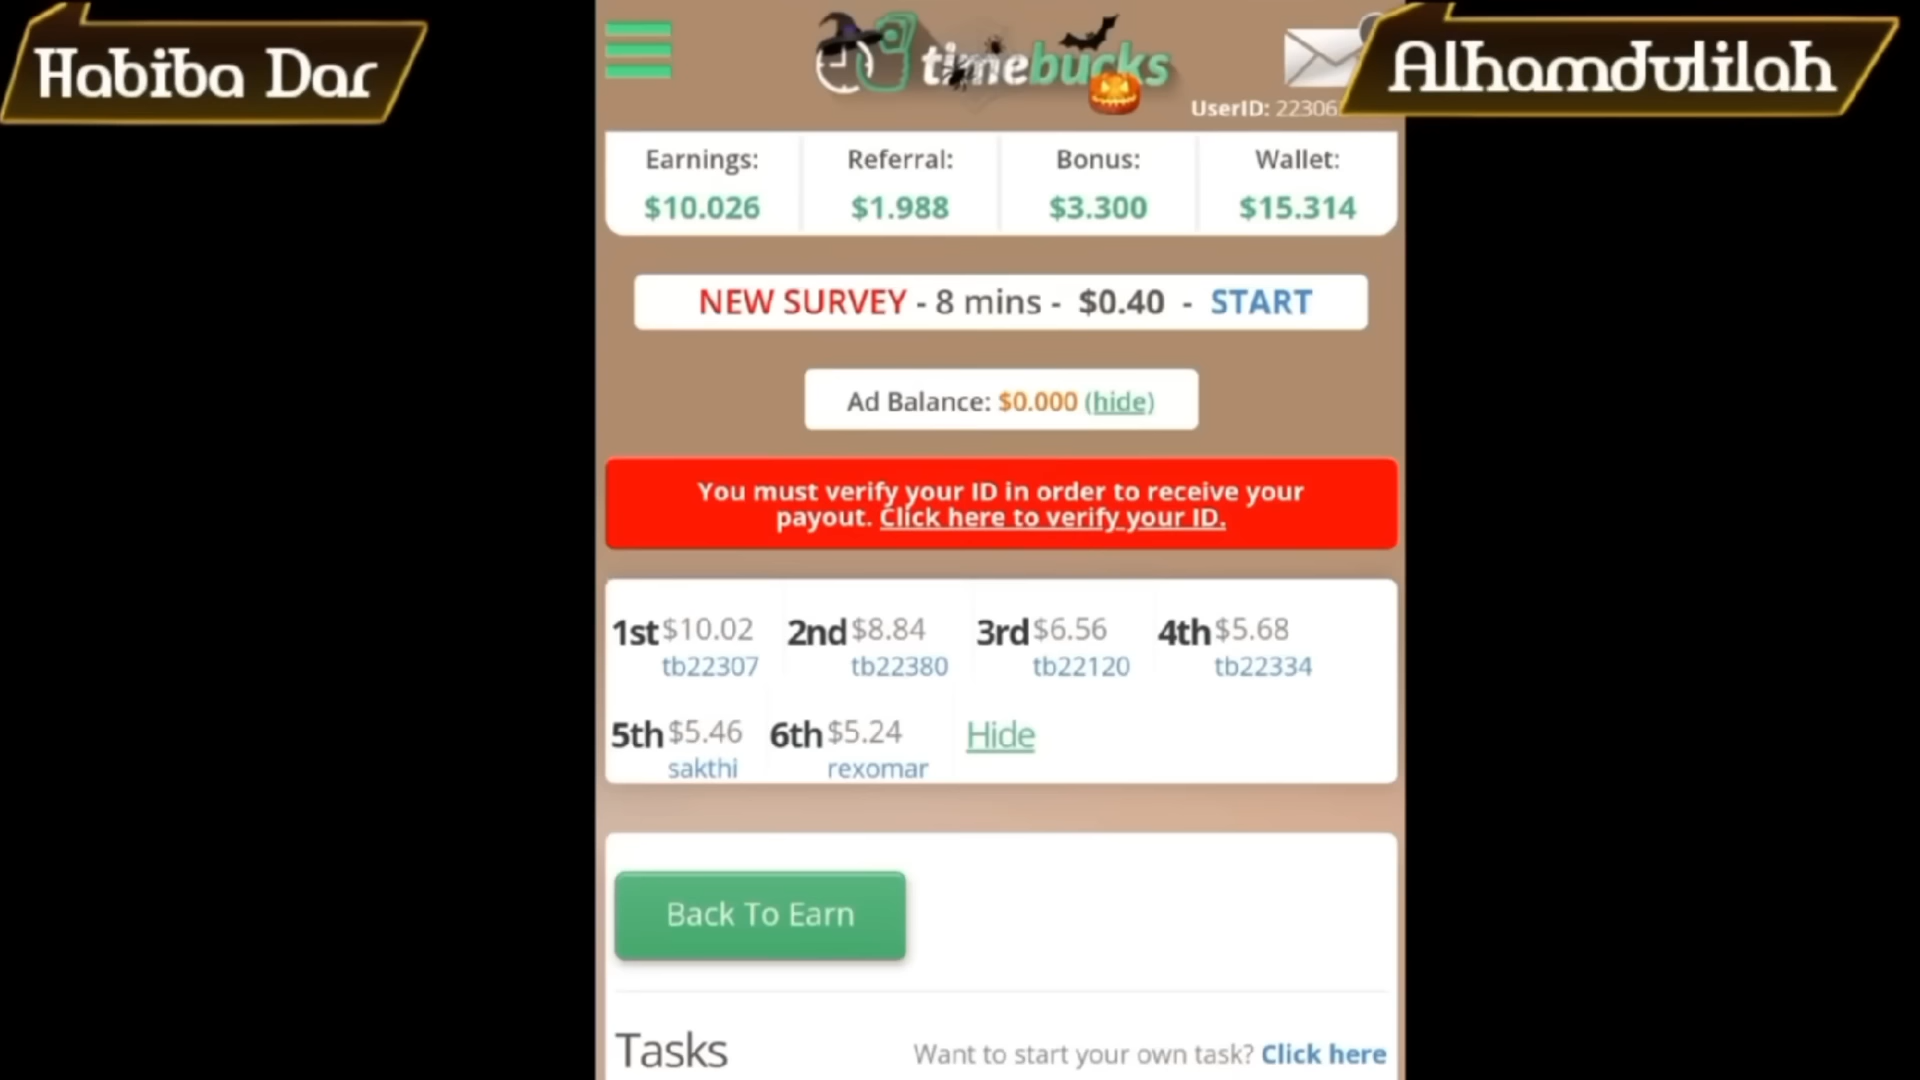 Habiba Dar
timebucks
Alhamdulilah
UserID: 22306
Earnings: Referral: Bonus: Wallet:
$10.026 $1.988 $3.300 $15.314
NEW SURVEY - 8 mins - $0.40 - START
Ad Balance: $0.000 (hide)
You must verify your ID in order to receive your
payout. Click here to verify your ID.
1st $10.02 2nd $8.84 3rd $6.56 4th $5.68
tb22307 tb22380 tb22120 tb22334
5th $5.46 6th $5.24 Hide
sakthi rexomar
Back To Earn
Tasks Want to start your own task? Click here